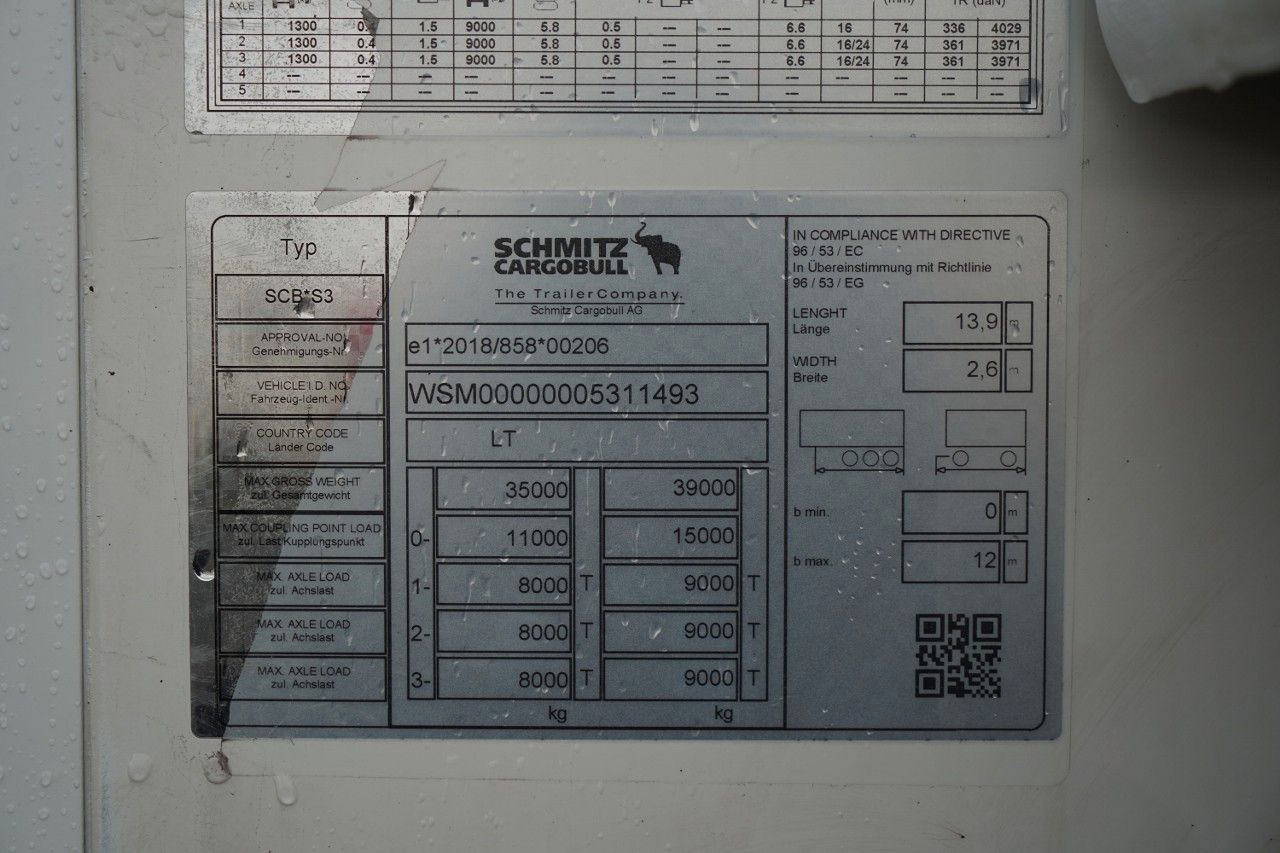 AXLE (mm) TR (daN)
1 1300 0.4 1.5 9000 5.8 0.5 --- --- 6.6 16 74 336 4029
2 1300 0.4 1.5 9000 5.8 0.5 --- --- 6.6 16/24 74 361 3971
3 1300 0.4 1.5 9000 5.8 0.5 --- --- 6.6 16/24 74 361 3971
4 --- --- --- --- --- --- --- --- --- --- --- --- ---
5 --- --- --- --- --- --- --- --- --- --- --- --- ---
Typ
SCB*S3
SCHMITZ
CARGOBULL
The TrailerCompany.
Schmitz Cargobull AG
APPROVAL-NO
Genehmigungs-Nr
e1*2018/858*00206
VEHICLE I.D. NO.
Fahrzeug-Ident.-Nr
WSM00000005311493
COUNTRY CODE
Länder Code
LT
MAX.GROSS WEIGHT
zul. Gesamtgewicht
35000 39000
MAX.COUPLING POINT LOAD
zul. Last Kupplungspunkt
0- 11000 15000
MAX. AXLE LOAD
zul. Achslast
1- 8000 T 9000 T
MAX. AXLE LOAD
zul. Achslast
2- 8000 T 9000 T
MAX. AXLE LOAD
zul. Achslast
3- 8000 T 9000 T
kg kg
IN COMPLIANCE WITH DIRECTIVE
96 / 53 / EC
In Übereinstimmung mit Richtlinie
96 / 53 / EG
LENGHT
Länge
13,9 m
WIDTH
Breite
2,6 m
b min. 0 m
b max. 12 m